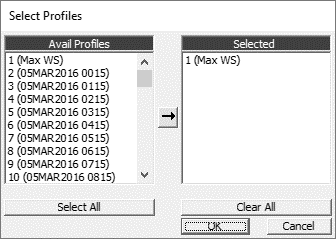 Select Profiles
Avail Profiles
1 (Max WS)
2 (05MAR2016 0015)
3 (05MAR2016 0115)
4 (05MAR2016 0215)
5 (05MAR2016 0315)
6 (05MAR2016 0415)
7 (05MAR2016 0515)
8 (05MAR2016 0615)
9 (05MAR2016 0715)
10 (05MAR2016 0815)
Select All
Selected
1 (Max WS)
Clear All
OK
Cancel